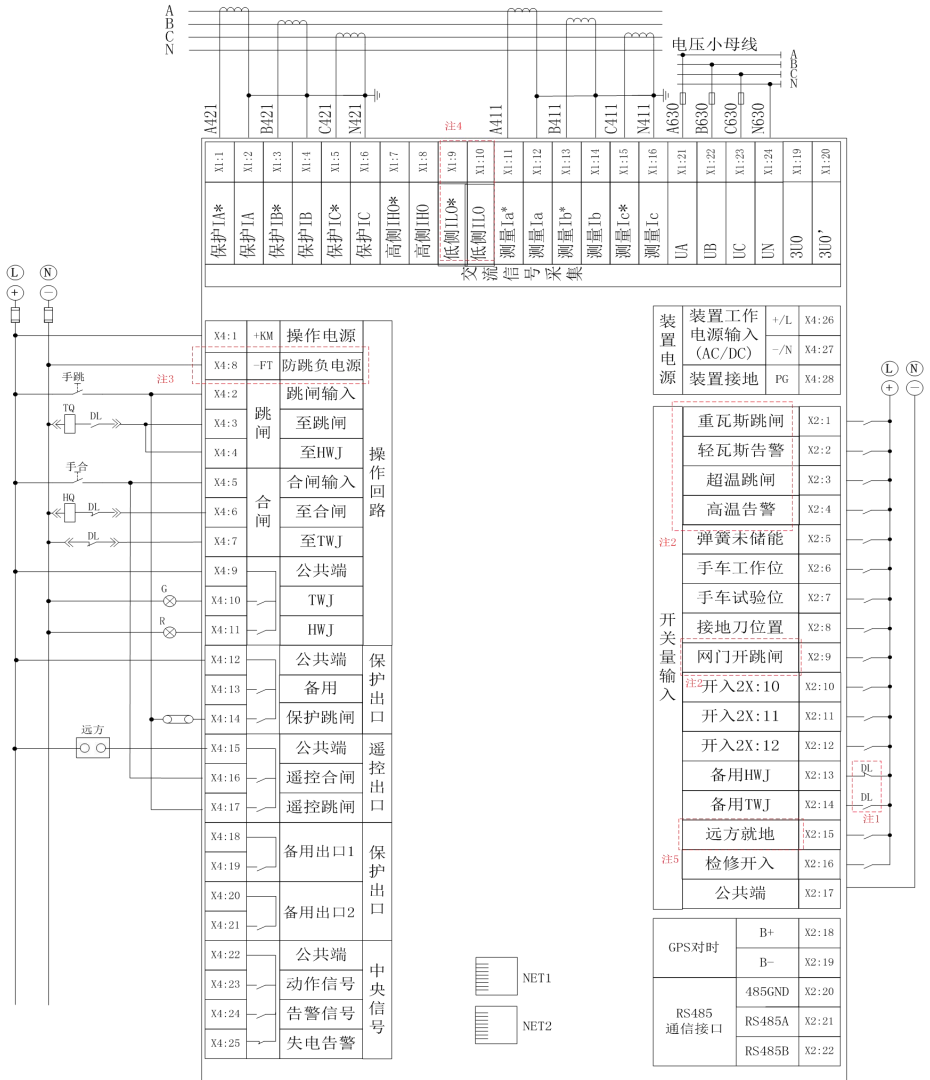 A
B
C
N
电压小母线
A
B
C
N
A421
B421
C421
N421
注4
A411
B411
C411
N411
A630
B630
C630
N630
X1:1 X1:2 X1:3 X1:4 X1:5 X1:6 X1:7 X1:8 X1:9 X1:10 X1:11 X1:12 X1:13 X1:14 X1:15 X1:16 X1:21 X1:22 X1:23 X1:24 X1:19 X1:20
保护IA* 保护IA 保护IB* 保护IB 保护IC* 保护IC 高侧IHO* 高侧IHO 低侧ILO* 低侧ILO 测量Ia* 测量Ia 测量Ib* 测量Ib 测量Ic* 测量Ic UA UB UC UN 3UO 3UO'
交流信号采集
L N
+ −
手跳
注3
TQ DL
手合
HQ DL
DL
G
R
远方
X4:1 +KM 操作电源
X4:8 -FT 防跳负电源
X4:2 跳闸输入
X4:3 至跳闸
X4:4 至HWJ
跳闸
X4:5 合闸输入
X4:6 至合闸
X4:7 至TWJ
合闸
X4:9 公共端
X4:10 TWJ
X4:11 HWJ
操作回路
X4:12 公共端
X4:13 备用
X4:14 保护跳闸
保护出口
X4:15 公共端
X4:16 遥控合闸
X4:17 遥控跳闸
遥控出口
X4:18
X4:19
备用出口1
X4:20
X4:21
备用出口2
保护出口
X4:22 公共端
X4:23 动作信号
X4:24 告警信号
X4:25 失电告警
中央信号
NET1
NET2
装置电源
装置工作
电源输入
(AC/DC)
+/L X4:26
-/N X4:27
装置接地 PG X4:28
L N
+ −
开关量输入
重瓦斯跳闸 X2:1
轻瓦斯告警 X2:2
超温跳闸 X2:3
高温告警 X2:4
注2
弹簧未储能 X2:5
手车工作位 X2:6
手车试验位 X2:7
接地刀位置 X2:8
网门开跳闸 X2:9
注2
开入2X:10 X2:10
开入2X:11 X2:11
开入2X:12 X2:12
备用HWJ X2:13 DL
备用TWJ X2:14 DL
注1
远方就地 X2:15
注5
检修开入 X2:16
公共端 X2:17
GPS对时
B+ X2:18
B- X2:19
RS485
通信接口
485GND X2:20
RS485A X2:21
RS485B X2:22